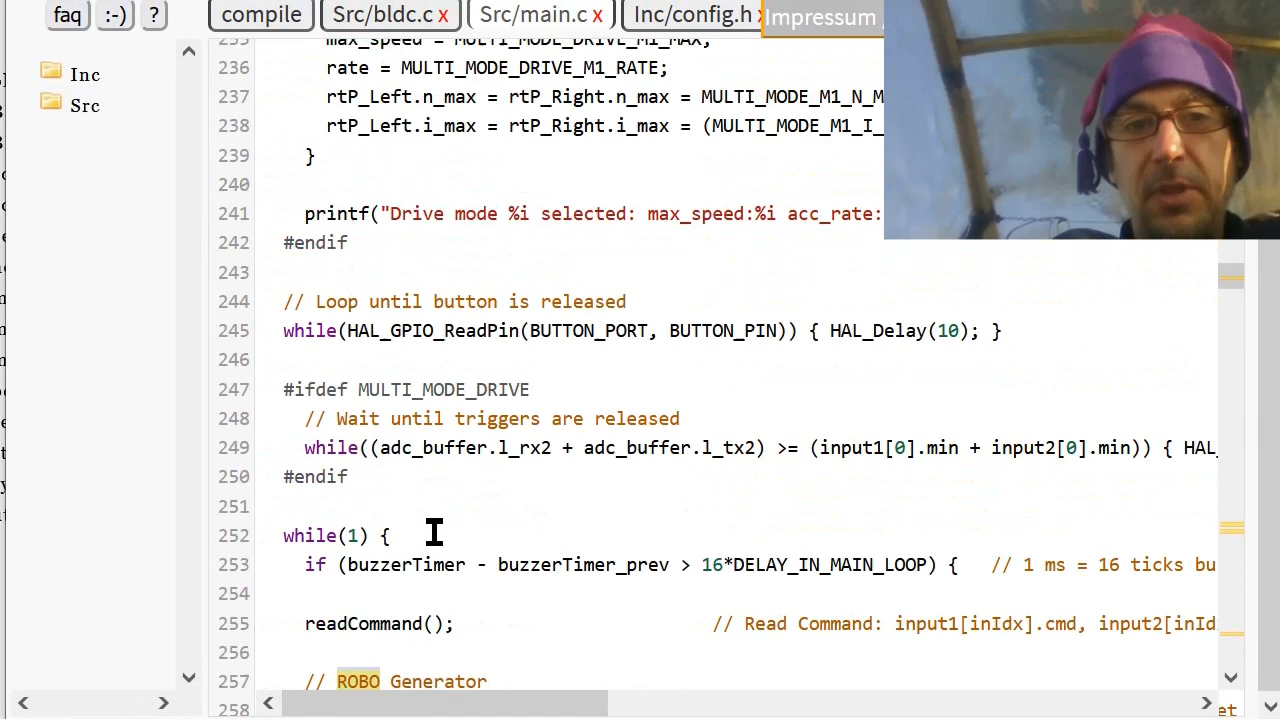 faq :-) ? compile Src/bldc.c x Src/main.c x Inc/config.h Impressum
Inc
Src
235 max_speed = MULTI_MODE_DRIVE_M1_MAX;
236 rate = MULTI_MODE_DRIVE_M1_RATE;
237 rtP_Left.n_max = rtP_Right.n_max = MULTI_MODE_M1_N_M
238 rtP_Left.i_max = rtP_Right.i_max = (MULTI_MODE_M1_I_
239 }
240
241 printf("Drive mode %i selected: max_speed:%i acc_rate:
242 #endif
243
244 // Loop until button is released
245 while(HAL_GPIO_ReadPin(BUTTON_PORT, BUTTON_PIN)) { HAL_Delay(10); }
246
247 #ifdef MULTI_MODE_DRIVE
248 // Wait until triggers are released
249 while((adc_buffer.l_rx2 + adc_buffer.l_tx2) >= (input1[0].min + input2[0].min)) { HAL_
250 #endif
251
252 while(1) {
253 if (buzzerTimer - buzzerTimer_prev > 16*DELAY_IN_MAIN_LOOP) { // 1 ms = 16 ticks bu
254
255 readCommand(); // Read Command: input1[inIdx].cmd, input2[inId
256
257 // ROBO Generator
258